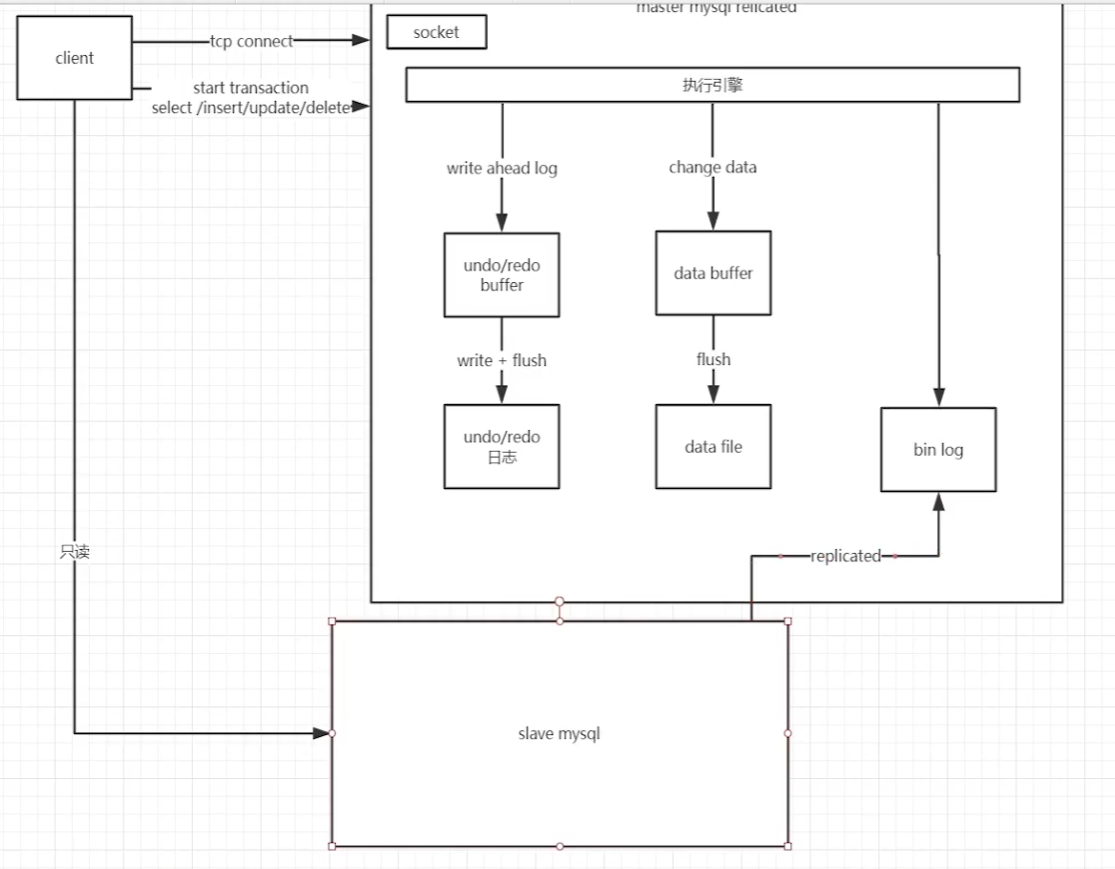 master mysql relicated
socket
client
tcp connect
start transaction
select /insert/update/delete
执行引擎
write ahead log
change data
undo/redo
buffer
data buffer
write + flush
flush
undo/redo
日志
data file
bin log
只读
replicated
slave mysql